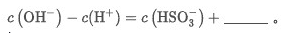 c(OH⁻) − c(H⁺) = c(HSO₃⁻) + ______ 。